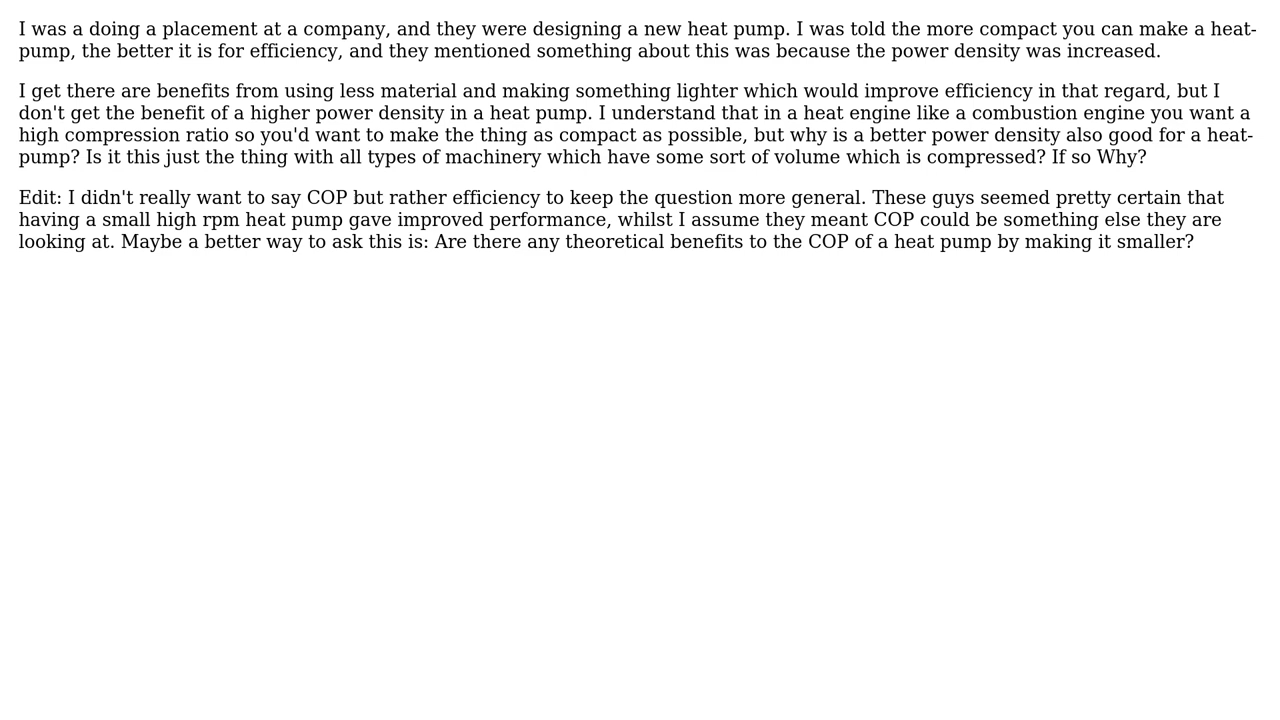 I was a doing a placement at a company, and they were designing a new heat pump. I was told the more compact you can make a heat-
pump, the better it is for efficiency, and they mentioned something about this was because the power density was increased.
I get there are benefits from using less material and making something lighter which would improve efficiency in that regard, but I
don't get the benefit of a higher power density in a heat pump. I understand that in a heat engine like a combustion engine you want a
high compression ratio so you'd want to make the thing as compact as possible, but why is a better power density also good for a heat-
pump? Is it this just the thing with all types of machinery which have some sort of volume which is compressed? If so Why?
Edit: I didn't really want to say COP but rather efficiency to keep the question more general. These guys seemed pretty certain that
having a small high rpm heat pump gave improved performance, whilst I assume they meant COP could be something else they are
looking at. Maybe a better way to ask this is: Are there any theoretical benefits to the COP of a heat pump by making it smaller?